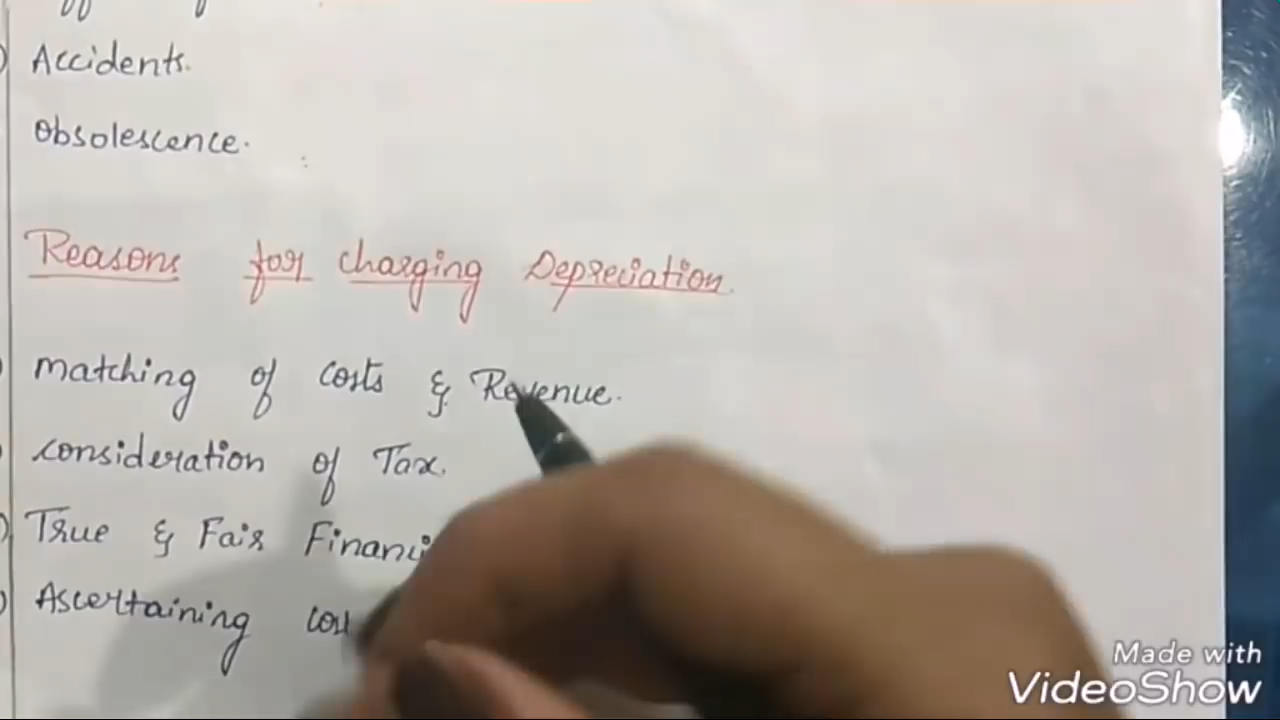 Accidents.
Obsolescence.
Reasons for charging Depreciation.
matching of costs & Revenue.
consideration of Tax.
True & Fair
Ascertaining
Made with
VideoShow